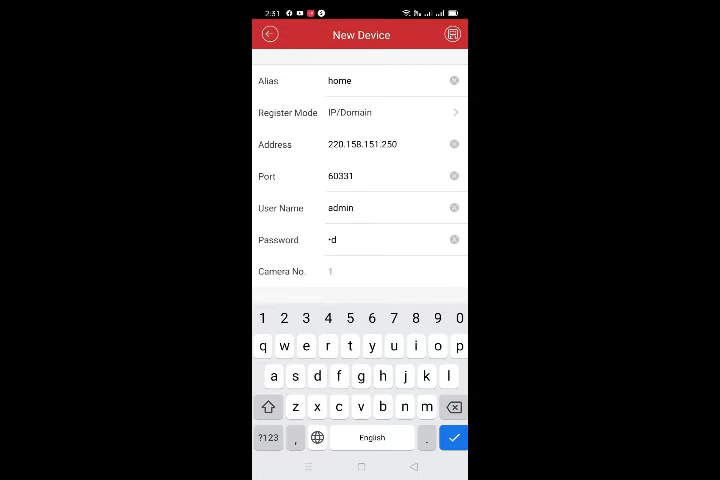 2:31
New Device
Alias home
Register Mode IP/Domain
Address 220.158.151.250
Port 60331
User Name admin
Password •d
Camera No. 1
1 2 3 4 5 6 7 8 9 0
q w e r t y u i o p
a s d f g h j k l
z x c v b n m
?123 , English .